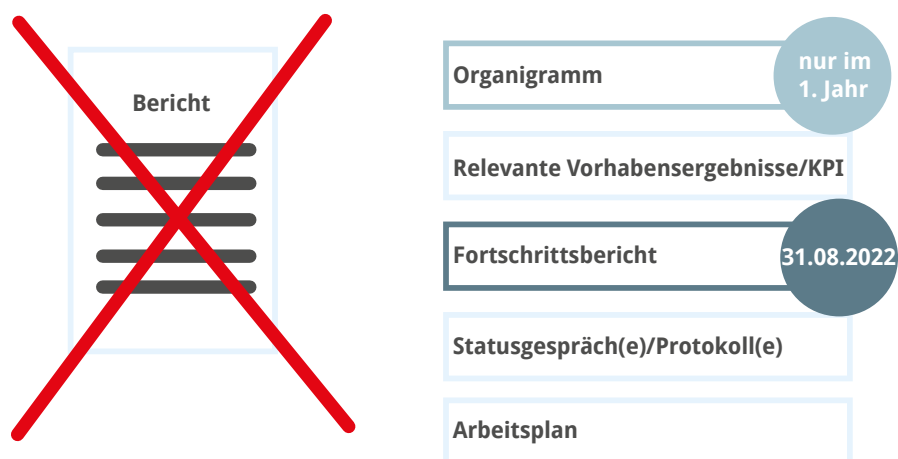 Bericht
Organigramm
nur im
1. Jahr
Relevante Vorhabensergebnisse/KPI
Fortschrittsbericht
31.08.2022
Statusgespräch(e)/Protokoll(e)
Arbeitsplan